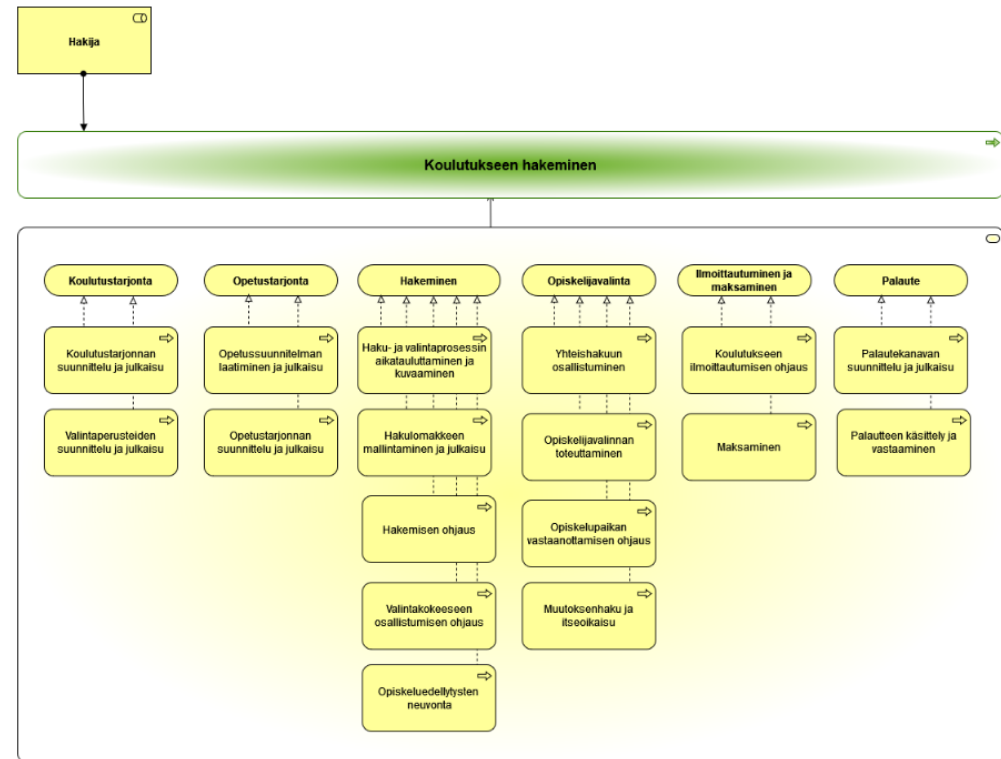 Hakija
Koulutukseen hakeminen
Koulutustarjonta
Opetustarjonta
Hakeminen
Opiskelijavalinta
Ilmoittautuminen ja
maksaminen
Palaute
Koulutustarjonnan
suunnittelu ja julkaisu
Opetussuunnitelman
laatiminen ja julkaisu
Haku- ja valintaprosessin
aikatauluttaminen ja
kuvaaminen
Yhteishakuun
osallistuminen
Koulutukseen
ilmoittautumisen ohjaus
Palautekanavan
suunnittelu ja julkaisu
Valintaperusteiden
suunnittelu ja julkaisu
Opetustarjonnan
suunnittelu ja julkaisu
Hakulomakkeen
mallintaminen ja julkaisu
Opiskelijavalinnan
toteuttaminen
Maksaminen
Palautteen käsittely ja
vastaaminen
Hakemisen ohjaus
Opiskelupaikan
vastaanottamisen ohjaus
Valintakokeeseen
osallistumisen ohjaus
Muutoksenhaku ja
itseoikaisu
Opiskeluedellytysten
neuvonta